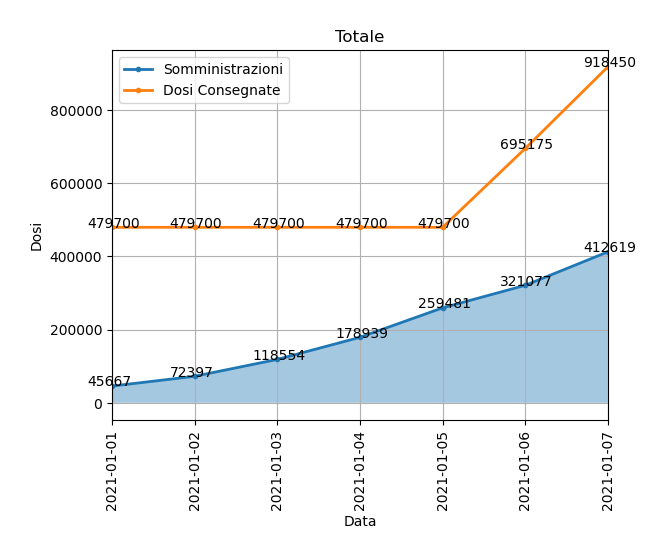 Totale
Somministrazioni
Dosi Consegnate
918450
800000
695175
600000
479700 479700 479700 479700 479700
Dosi
400000
412619
321077
259481
200000
178939
118554
72397
45667
0
2021-01-01 2021-01-02 2021-01-03 2021-01-04 2021-01-05 2021-01-06 2021-01-07
Data